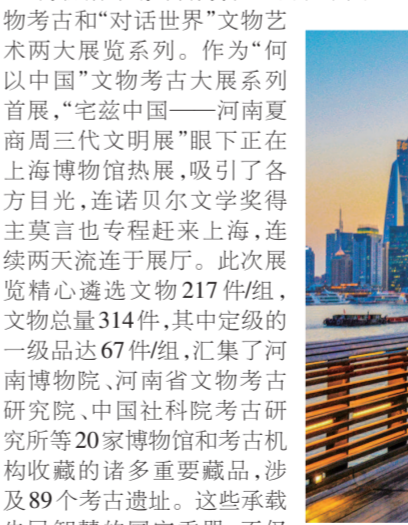 物考古和“对话世界”文物艺
术两大展览系列。作为“何
以中国”文物考古大展系列
首展，“宅兹中国——河南夏
商周三代文明展”眼下正在
上海博物馆热展，吸引了各
方目光，连诺贝尔文学奖得
主莫言也专程赶来上海，连
续两天流连于展厅。此次展
览精心遴选文物217件/组，
文物总量314件，其中定级的
一级品达67件/组，汇集了河
南博物院、河南省文物考古
研究院、中国社科院考古研
究所等20家博物馆和考古机
构收藏的诸多重要藏品，涉
及89个考古遗址。这些承载